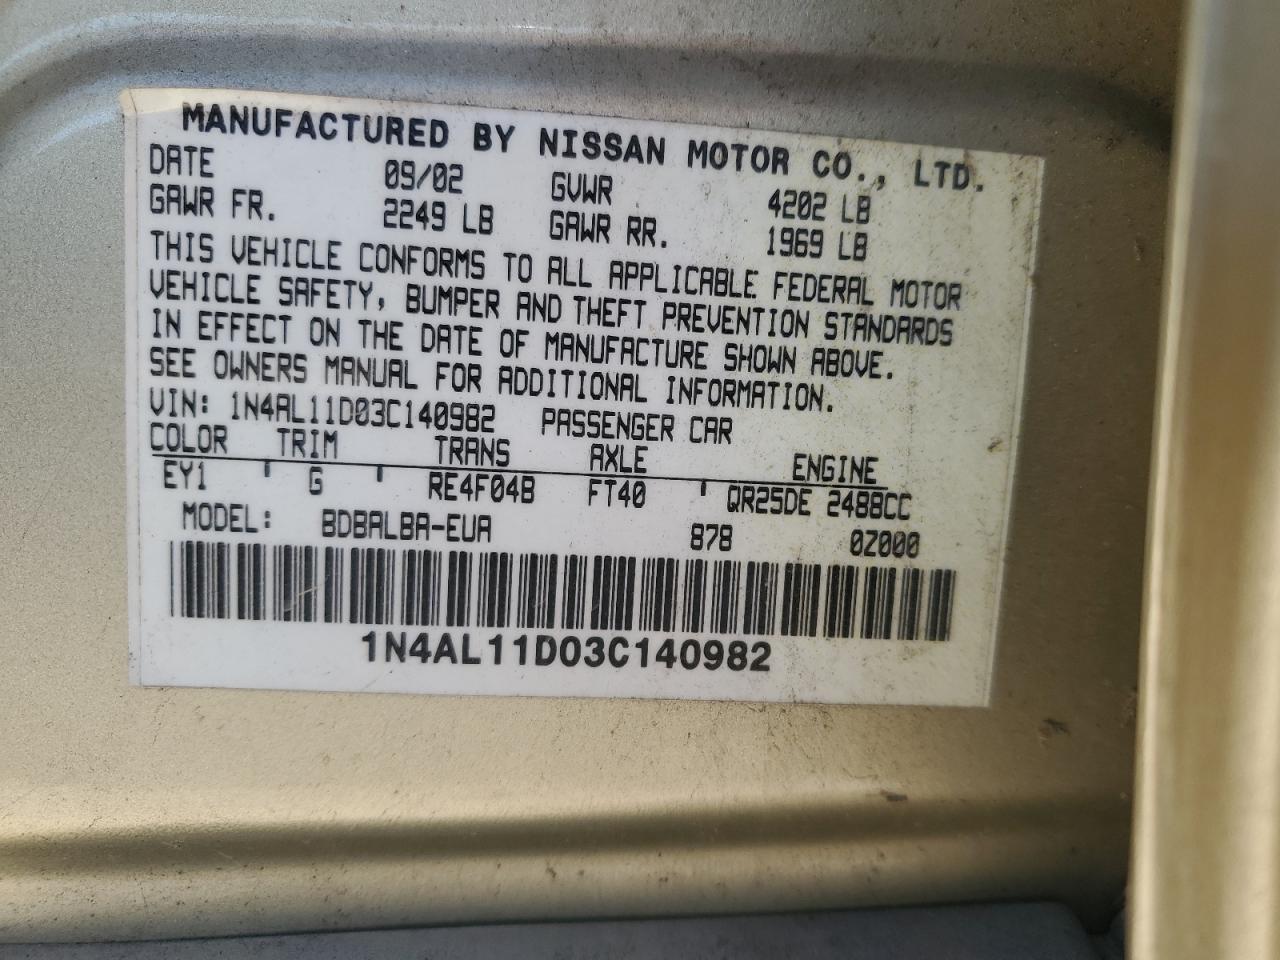 MANUFACTURED BY NISSAN MOTOR CO., LTD.
DATE 09/02 GVWR 4202 LB
GAWR FR. 2249 LB GAWR RR. 1969 LB
THIS VEHICLE CONFORMS TO ALL APPLICABLE FEDERAL MOTOR
VEHICLE SAFETY, BUMPER AND THEFT PREVENTION STANDARDS
IN EFFECT ON THE DATE OF MANUFACTURE SHOWN ABOVE.
SEE OWNERS MANUAL FOR ADDITIONAL INFORMATION.
VIN: 1N4AL11D03C140982 PASSENGER CAR
COLOR TRIM TRANS AXLE ENGINE
EY1 ' G ' RE4F04B FT40 ' QR25DE 2488CC
MODEL: BDBALBA-EUA 878 0Z000
1N4AL11D03C140982